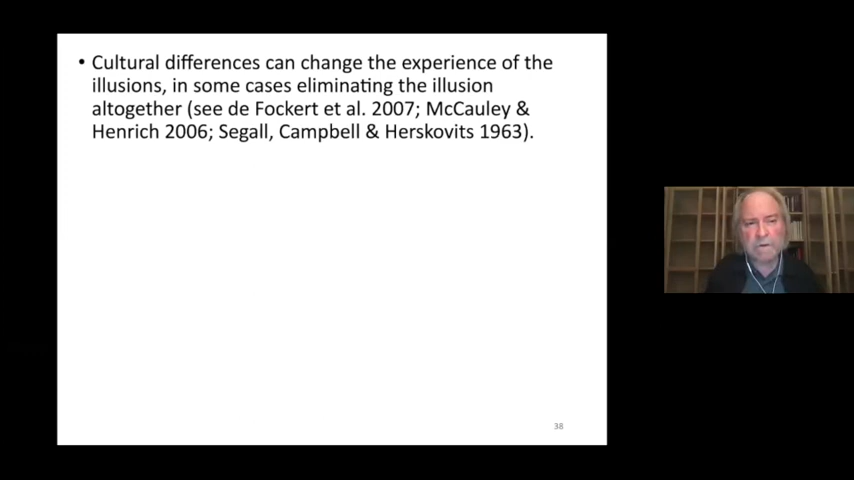 • Cultural differences can change the experience of the
illusions, in some cases eliminating the illusion
altogether (see de Fockert et al. 2007; McCauley &
Henrich 2006; Segall, Campbell & Herskovits 1963).
38